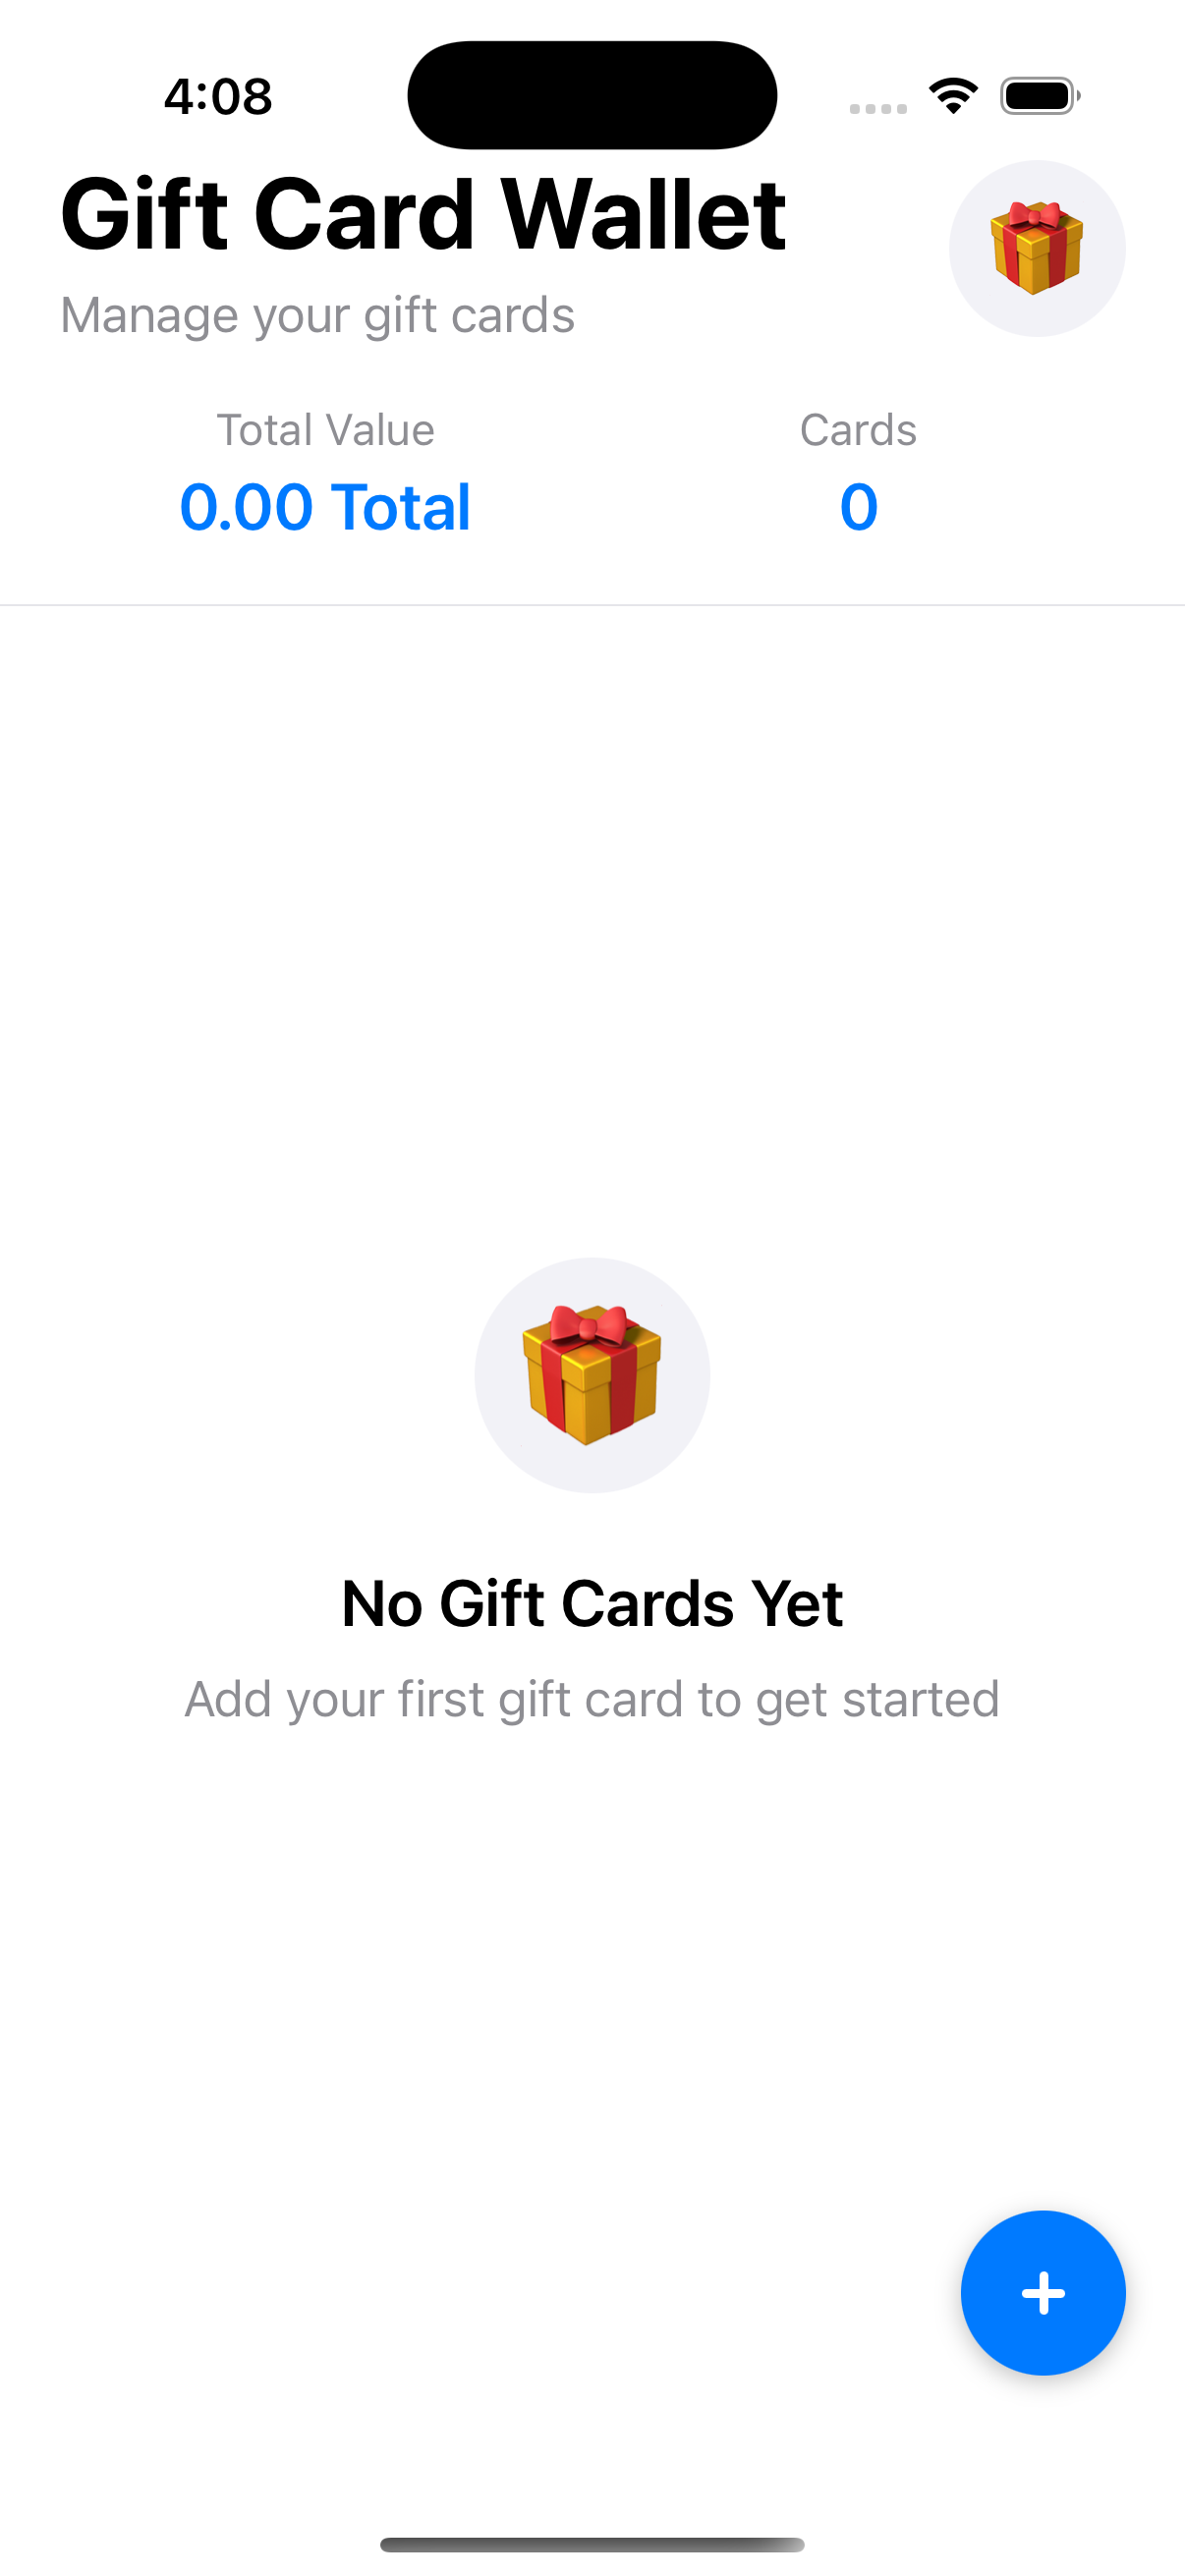 4:08
Gift Card Wallet
Manage your gift cards
Total Value
Cards
0.00 Total
0
No Gift Cards Yet
Add your first gift card to get started
+